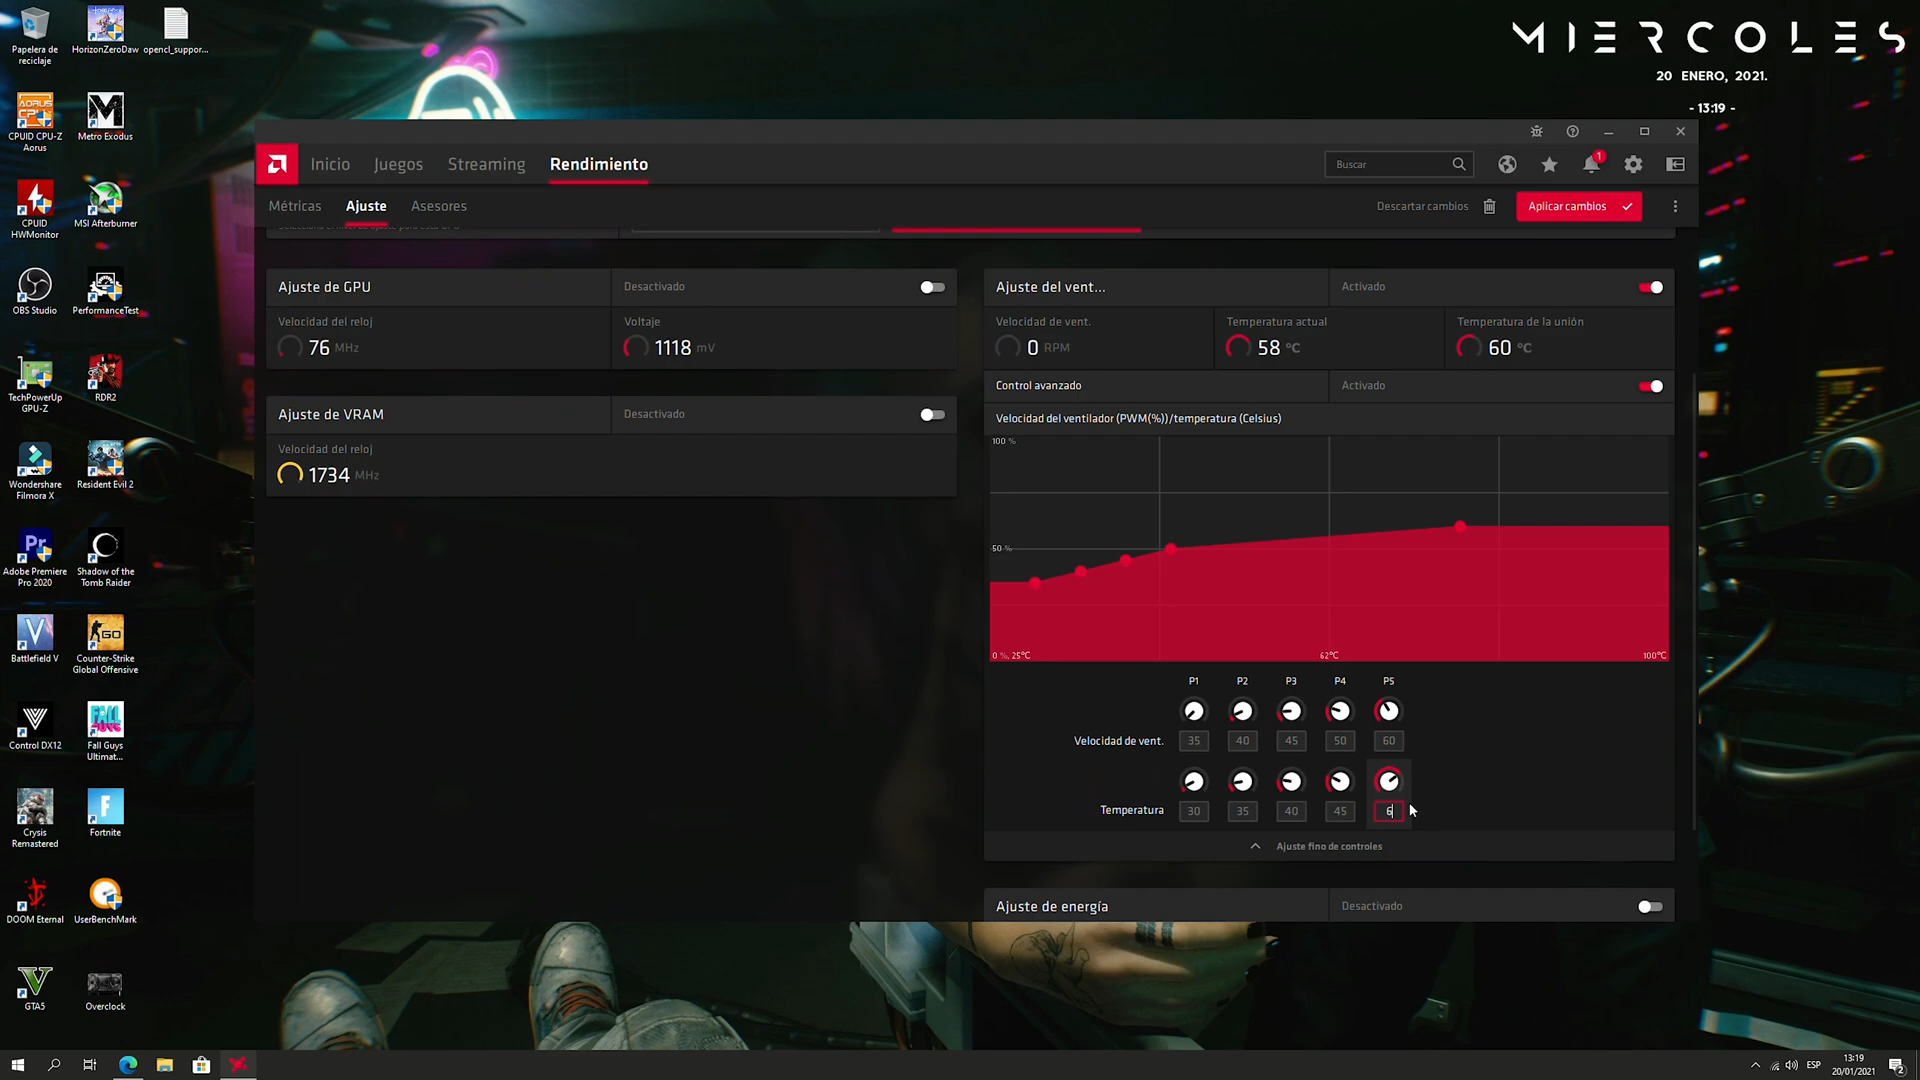 Papelera de
reciclaje
HorizonZeroDaw
opencl_suppor...
MIERCOLES
20 ENERO, 2021.
- 13:19 -
AORUS
CPU-Z
CPUID CPU-Z
Aorus
Metro Exodus
CPUID
HWMonitor
MSI Afterburner
OBS Studio
PerformanceTest
TechPowerUp
GPU-Z
RDR2
Wondershare
Filmora X
Resident Evil 2
Pr
Adobe Premiere
Pro 2020
Shadow of the
Tomb Raider
V
Battlefield V
GO
Counter-Strike
Global Offensive
Control DX12
FALL GUYS
Fall Guys
Ultimat...
Crysis
Remastered
F
Fortnite
DOOM Eternal
UserBenchMark
V
GTA5
Overclock
Inicio
Juegos
Streaming
Rendimiento
Buscar
1
Métricas
Ajuste
Asesores
Descartar cambios
Aplicar cambios
Ajuste de GPU
Desactivado
Velocidad del reloj
76 MHz
Voltaje
1118 mV
Ajuste de VRAM
Desactivado
Velocidad del reloj
1734 MHz
Ajuste del vent...
Activado
Velocidad de vent.
0 RPM
Temperatura actual
58 °C
Temperatura de la unión
60 °C
Control avanzado
Activado
Velocidad del ventilador (PWM(%))/temperatura (Celsius)
100 %
50 %
0 %, 25°C
62°C
100°C
P1 P2 P3 P4 P5
Velocidad de vent. 35 40 45 50 60
Temperatura 30 35 40 45 6
Ajuste fino de controles
Ajuste de energía
Desactivado
ESP
13:19
20/01/2021
2